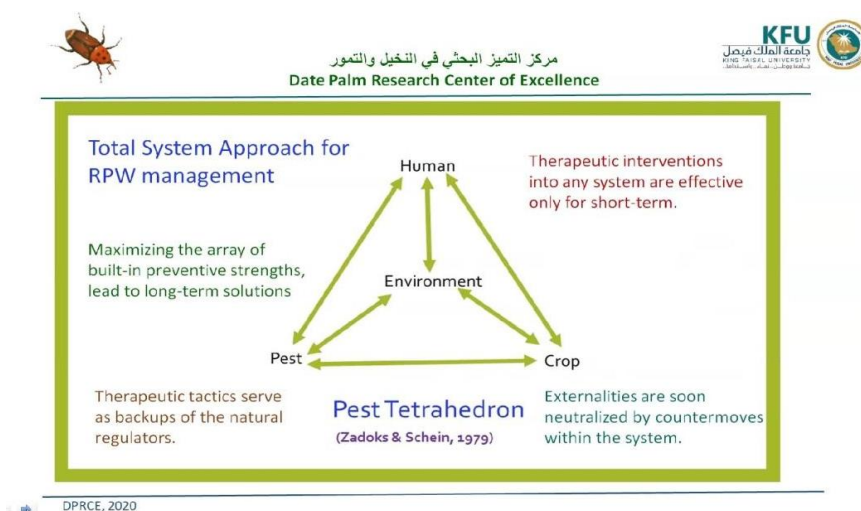 مركز التميز البحثي في النخيل والتمور
Date Palm Research Center of Excellence
KFU
جامعة الملك فيصل
KING FAISAL UNIVERSITY
Total System Approach for
RPW management
Human
Therapeutic interventions
into any system are effective
only for short-term.
Maximizing the array of
built-in preventive strengths,
lead to long-term solutions
Environment
Pest
Crop
Therapeutic tactics serve
as backups of the natural
regulators.
Pest Tetrahedron
(Zadoks & Schein, 1979)
Externalities are soon
neutralized by countermoves
within the system.
DPRCE, 2020